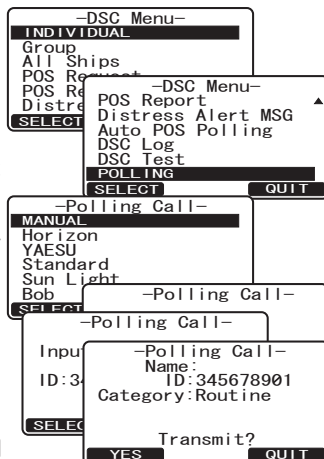 -DSC Menu-
INDIVIDUAL
Group
All Ships
POS
POS Re
Distre
SELECT
-DSC Menu-
POS Report
Distress Alert MSG
Auto POS Polling
DSC Log
DSC Test
POLLING
SELECT QUIT
-Polling Call-
MANUAL
Horizon
YAESU
Standard
Sun Light
Bob
-Polling Call-
-Polling Call-
Inpu
ID:34
SELEC
-Polling Call-
Name:
ID:345678901
Category:Routine
Transmit?
YES QUIT